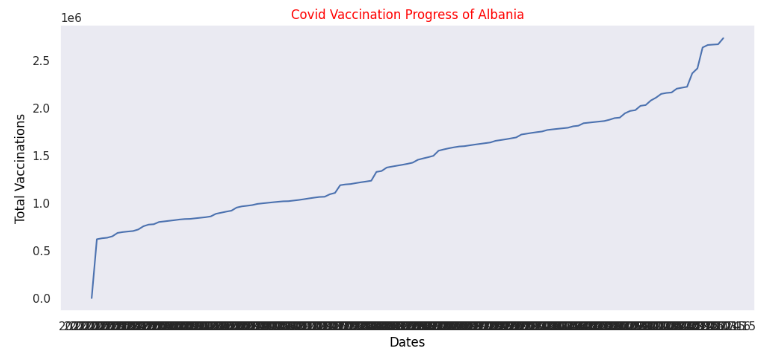 Covid Vaccination Progress of Albania
1e6
2.5
2.0
1.5
1.0
0.5
0.0
Total Vaccinations
Dates